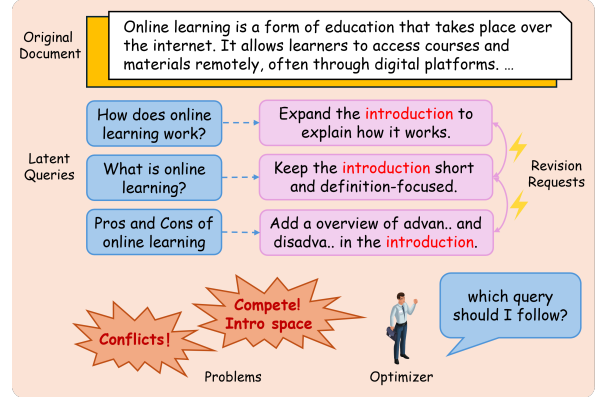 Original
Document
Online learning is a form of education that takes place over
the internet. It allows learners to access courses and
materials remotely, often through digital platforms. ...
Latent
Queries
How does online
learning work?
Expand the introduction to
explain how it works.
What is online
learning?
Keep the introduction short
and definition-focused.
Pros and Cons of
online learning
Add a overview of advan.. and
disadva.. in the introduction.
Revision
Requests
Conflicts!
Compete!
Intro space
which query
should I follow?
Problems
Optimizer